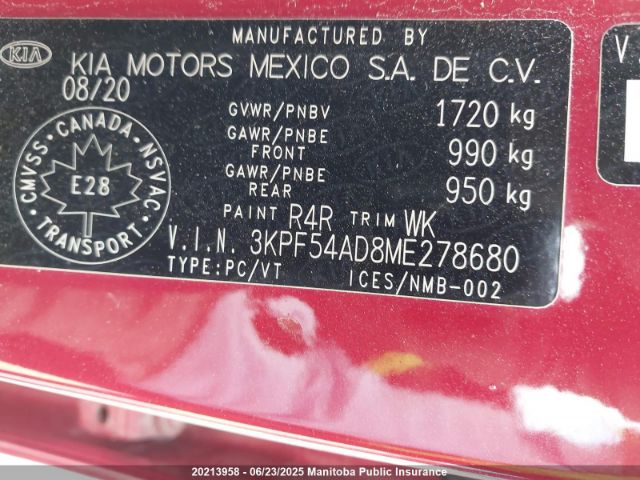 MANUFACTURED BY
KIA
KIA MOTORS MEXICO S.A. DE C.V.
08/20
GVWR/PNBV 1720 kg
GAWR/PNBE FRONT 990 kg
GAWR/PNBE REAR 950 kg
CANADA
CMVSS NSVAC
E28
TRANSPORT
PAINT R4R TRIM WK
V.I.N. 3KPF54AD8ME278680
TYPE:PC/VT ICES/NMB-002
V.
20213958 - 06/23/2025 Manitoba Public Insurance